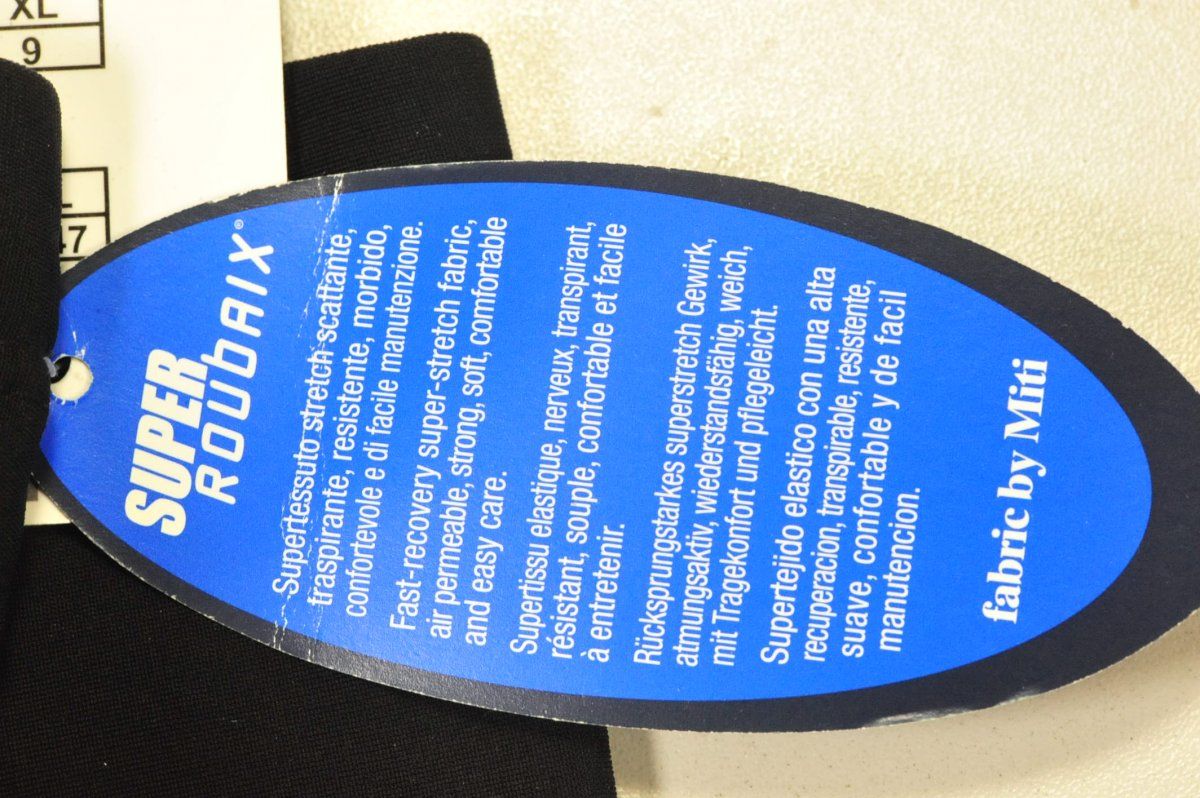 XL
9
47
SUPER
ROUBAIX®
Supertessuto stretch scattante,
traspirante, resistente, morbido,
confortevole e di facile manutenzione.
Fast-recovery super-stretch fabric,
air permeable, strong, soft, comfortable
and easy care.
Supertissu elastique, nerveux, transpirant,
résistant, souple, comfortable et facile
à entretenir.
Rücksprungstarkes superstretch Gewirk,
atmungsaktiv, wiederstandsfähig, weich,
mit Tragekonfort und pflegeleicht.
Supertejido elastico con una alta
recuperacion, transpirable, resistente,
suave, confortable y de facil
manutencion.
fabric by Miti